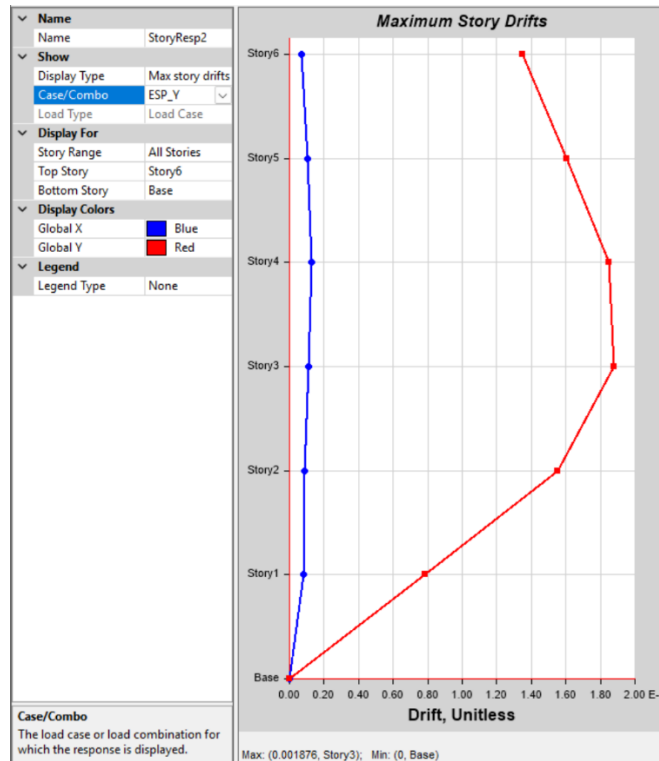 Name
Name StoryResp2
Show
Display Type Max story drifts
Case/Combo ESP_Y
Load Type Load Case
Display For
Story Range All Stories
Top Story Story6
Bottom Story Base
Display Colors
Global X Blue
Global Y Red
Legend
Legend Type None
Case/Combo
The load case or load combination for
which the response is displayed.
Maximum Story Drifts
Story6
Story5
Story4
Story3
Story2
Story1
Base
0.00 0.20 0.40 0.60 0.80 1.00 1.20 1.40 1.60 1.80 2.00 E-
Drift, Unitless
Max: (0.001876, Story3); Min: (0, Base)